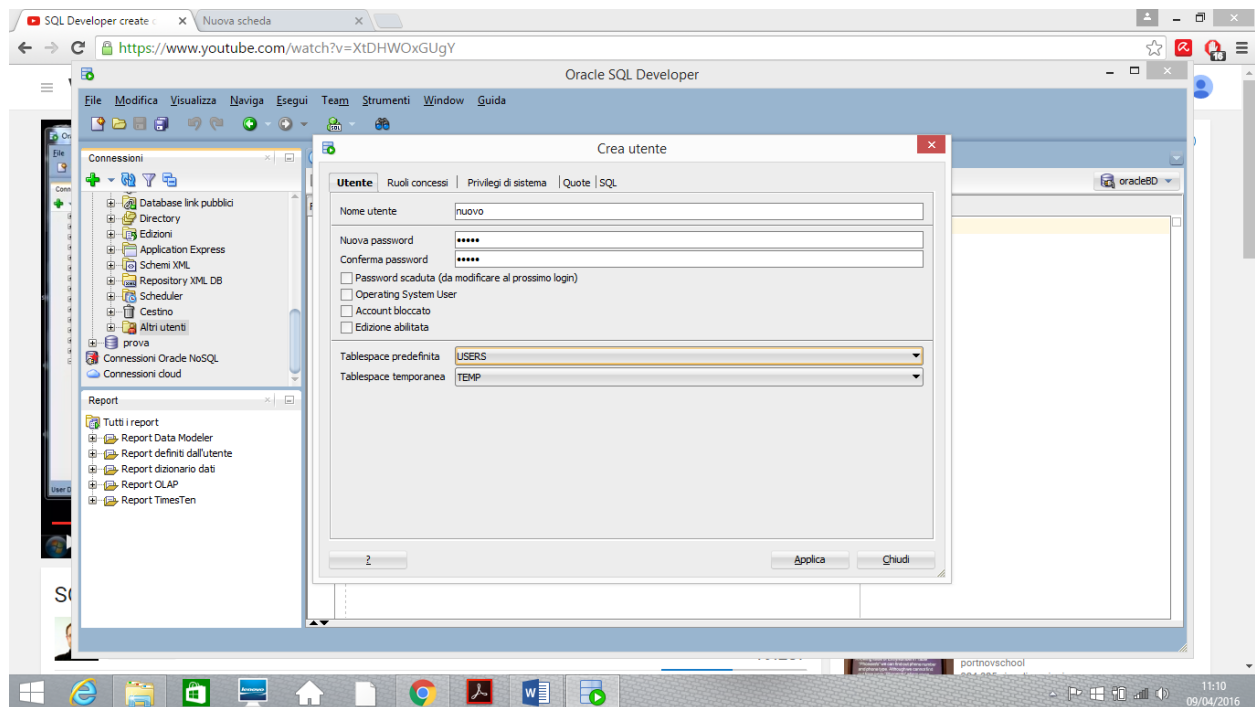 SQL Developer create
Nuova scheda
https://www.youtube.com/watch?v=XtDHWOxGUgY
Oracle SQL Developer
File Modifica Visualizza Naviga Esegui Team Strumenti Window Guida
Connessioni
Database link pubblici
Directory
Edizioni
Application Express
Schemi XML
Repository XML DB
Scheduler
Cestino
Altri utenti
prova
Connessioni Oracle NoSQL
Connessioni cloud
Report
Tutti i report
Report Data Modeler
Report definiti dall'utente
Report dizionario dati
Report OLAP
Report TimesTen
oracleBD
Crea utente
Utente Ruoli concessi Privilegi di sistema Quote SQL
Nome utente nuovo
Nuova password •••••
Conferma password •••••
Password scaduta (da modificare al prossimo login)
Operating System User
Account bloccato
Edizione abilitata
Tablespace predefinita USERS
Tablespace temporanea TEMP
? Applica Chiudi
portnovschool
lenovo
11:10
09/04/2016